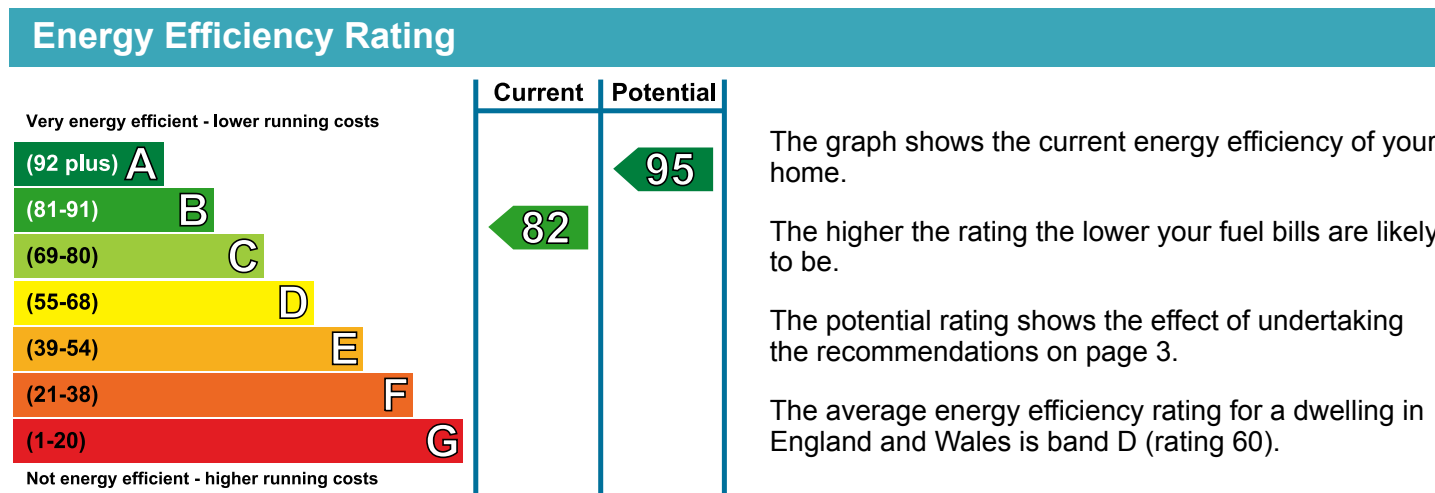 Energy Efficiency Rating
Current Potential
Very energy efficient - lower running costs
(92 plus) A
95
(81-91) B
82
(69-80) C
(55-68) D
(39-54) E
(21-38) F
(1-20) G
Not energy efficient - higher running costs
The graph shows the current energy efficiency of your
home.
The higher the rating the lower your fuel bills are likely
to be.
The potential rating shows the effect of undertaking
the recommendations on page 3.
The average energy efficiency rating for a dwelling in
England and Wales is band D (rating 60).